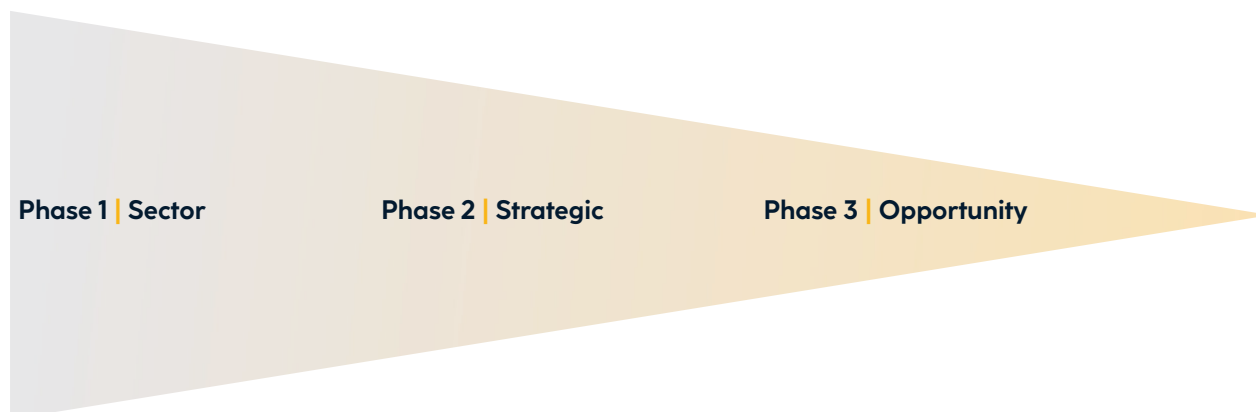 Phase 1 | Sector
Phase 2 | Strategic
Phase 3 | Opportunity